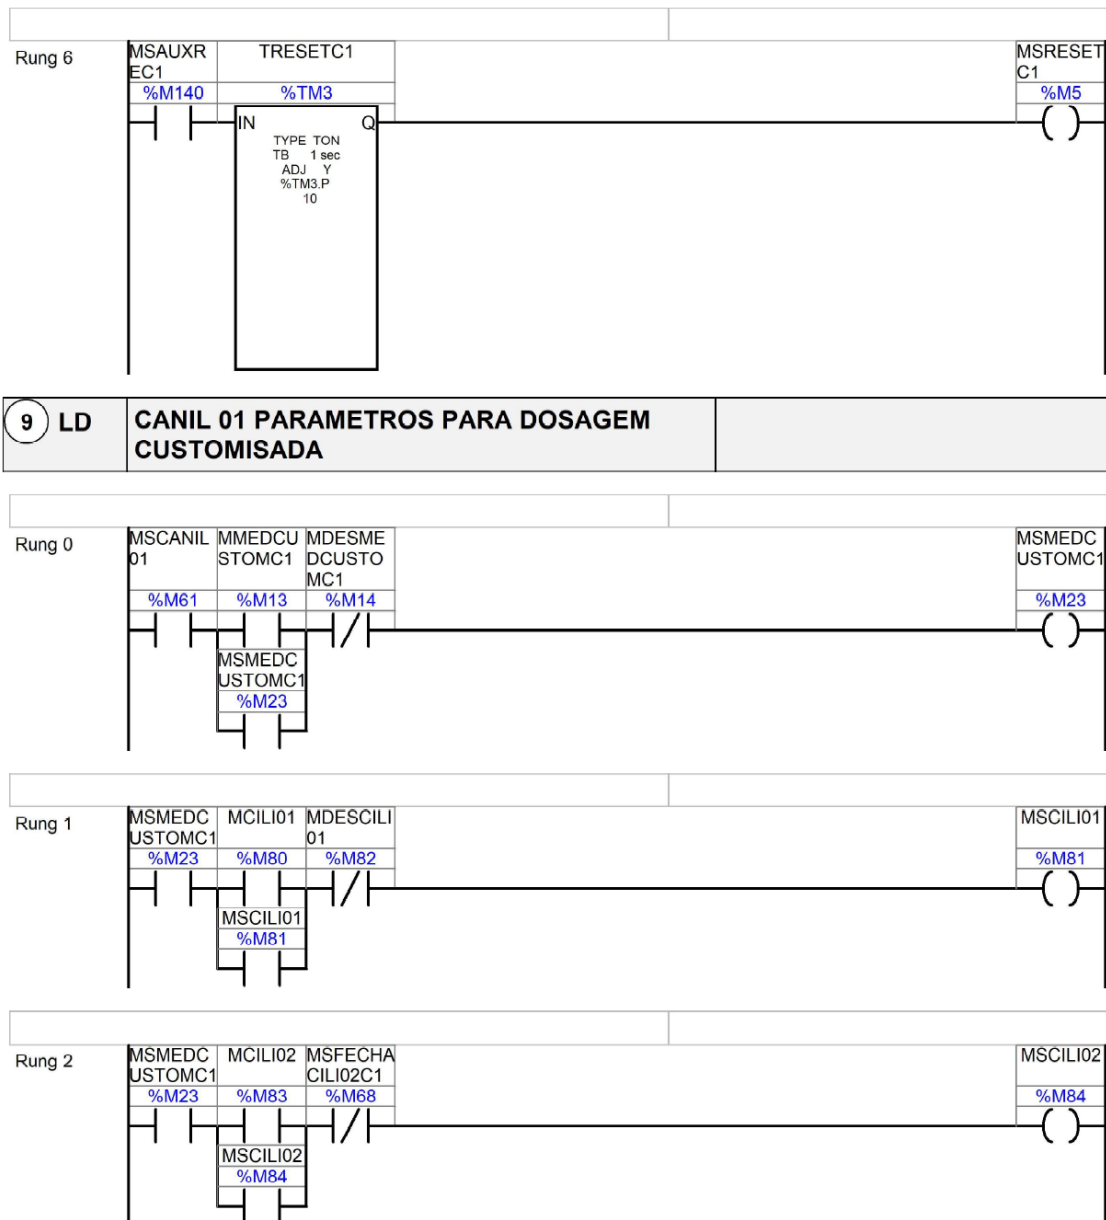 Rung 6
MSAUXR
EC1
%M140
TRESETC1
%TM3
IN Q
TYPE TON
TB 1 sec
ADJ Y
%TM3.P
10
MSRESET
C1
%M5
9 LD
CANIL 01 PARAMETROS PARA DOSAGEM
CUSTOMISADA
Rung 0
MSCANIL
01
%M61
MMEDCU
STOMC1
%M13
MDESME
DCUSTO
MC1
%M14
MSMEDC
USTOMC1
%M23
MSMEDC
USTOMC1
%M23
Rung 1
MSMEDC
USTOMC1
%M23
MCILI01
%M80
MDESCILI
01
%M82
MSCILI01
%M81
MSCILI01
%M81
Rung 2
MSMEDC
USTOMC1
%M23
MCILI02
%M83
MSFECHA
CILI02C1
%M68
MSCILI02
%M84
MSCILI02
%M84